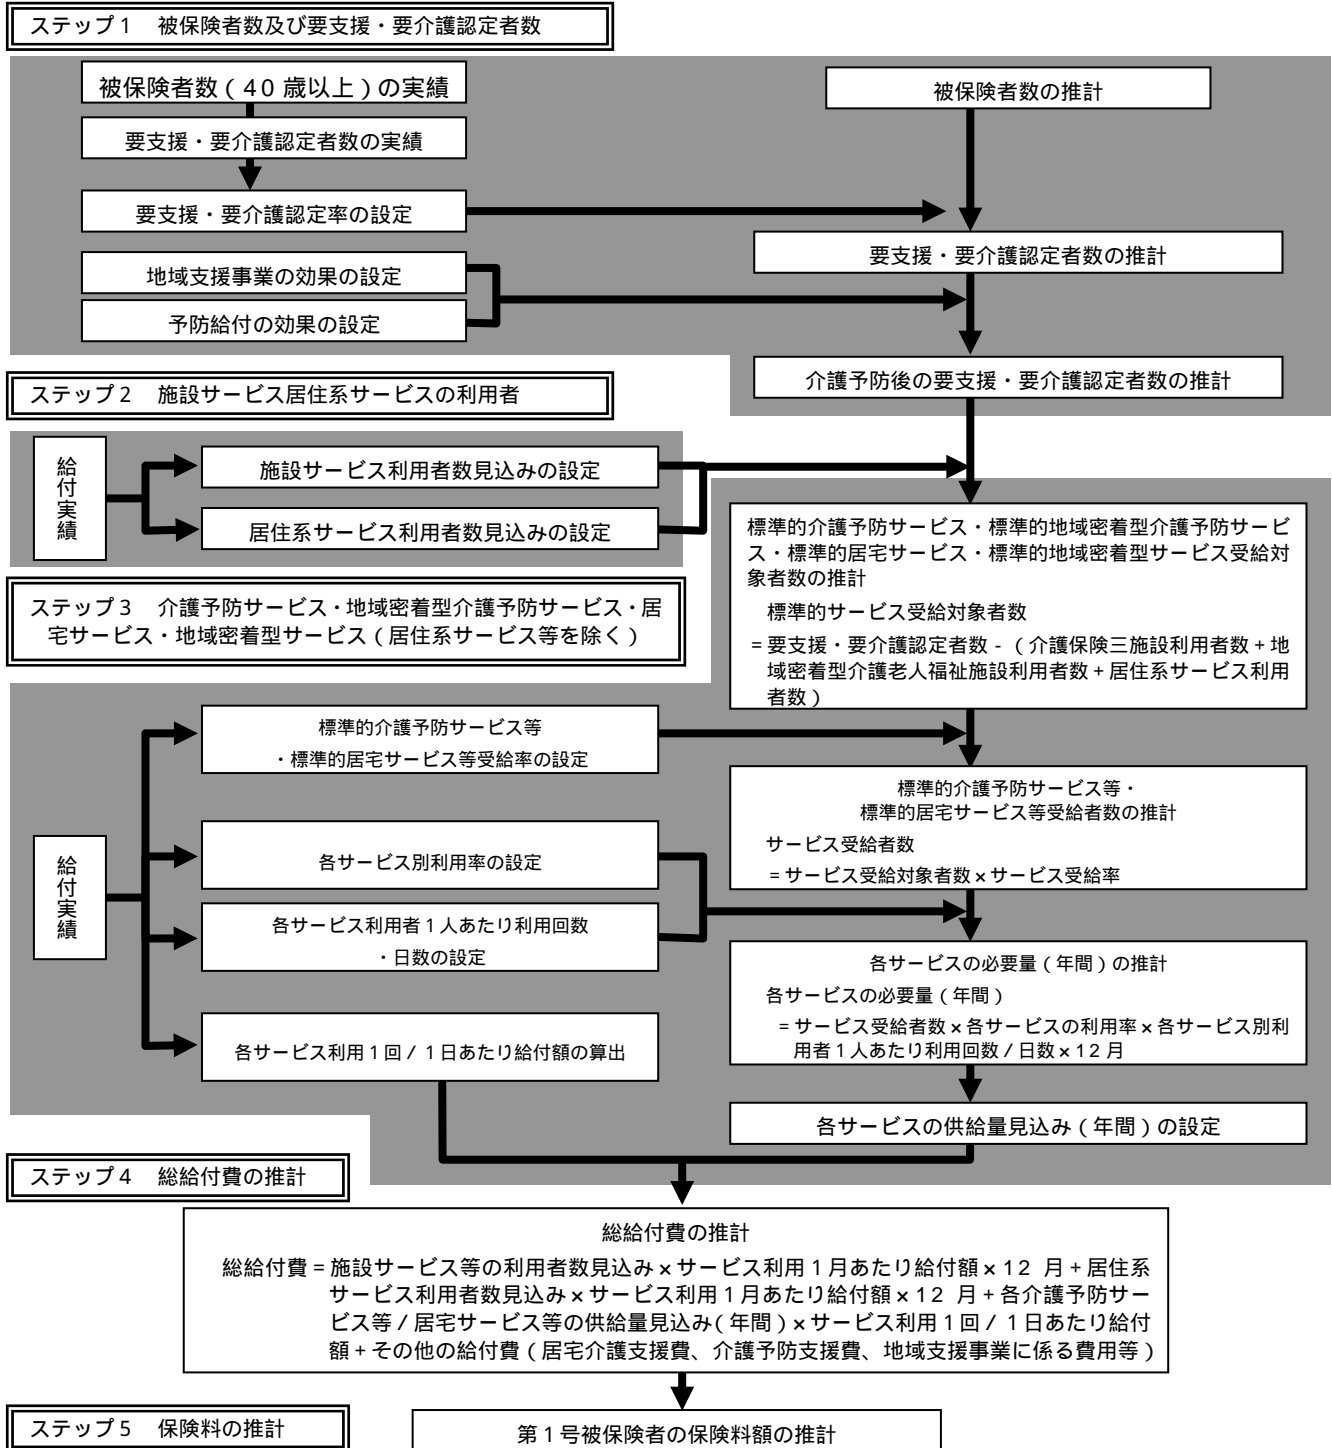 ステップ1　被保険者数及び要支援・要介護認定者数
被保険者数（40歳以上）の実績
被保険者数の推計
要支援・要介護認定者数の実績
要支援・要介護認定率の設定
要支援・要介護認定者数の推計
地域支援事業の効果の設定
予防給付の効果の設定
介護予防後の要支援・要介護認定者数の推計
ステップ2　施設サービス居住系サービスの利用者
給付実績
施設サービス利用者数見込みの設定
居住系サービス利用者数見込みの設定
標準的介護予防サービス・標準的地域密着型介護予防サービ
ス・標準的居宅サービス・標準的地域密着型サービス受給対
象者数の推計
標準的サービス受給対象者数
=要支援・要介護認定者数-（介護保険三施設利用者数+地
域密着型介護老人福祉施設利用者数+居住系サービス利用
者数）
ステップ3　介護予防サービス・地域密着型介護予防サービス・居
宅サービス・地域密着型サービス（居住系サービス等を除く）
標準的介護予防サービス等
・標準的居宅サービス等受給率の設定
標準的介護予防サービス等・
標準的居宅サービス等受給者数の推計
サービス受給者数
=サービス受給対象者数×サービス受給率
給付実績
各サービス別利用率の設定
各サービス利用者1人あたり利用回数
・日数の設定
各サービスの必要量（年間）の推計
各サービスの必要量（年間）
=サービス受給者数×各サービスの利用率×各サービス別利
用者1人あたり利用回数/日数×12月
各サービス利用1回/1日あたり給付額の算出
各サービスの供給量見込み（年間）の設定
ステップ4　総給付費の推計
総給付費の推計
総給付費=施設サービス等の利用者数見込み×サービス利用1月あたり給付額×12 月+居住系
サービス利用者数見込み×サービス利用1月あたり給付額×12 月+各介護予防サー
ビス等/居宅サービス等の供給量見込み（年間）×サービス利用1回/1日あたり給付
額+その他の給付費（居宅介護支援費、介護予防支援費、地域支援事業に係る費用等）
ステップ5　保険料の推計
第1号被保険者の保険料額の推計